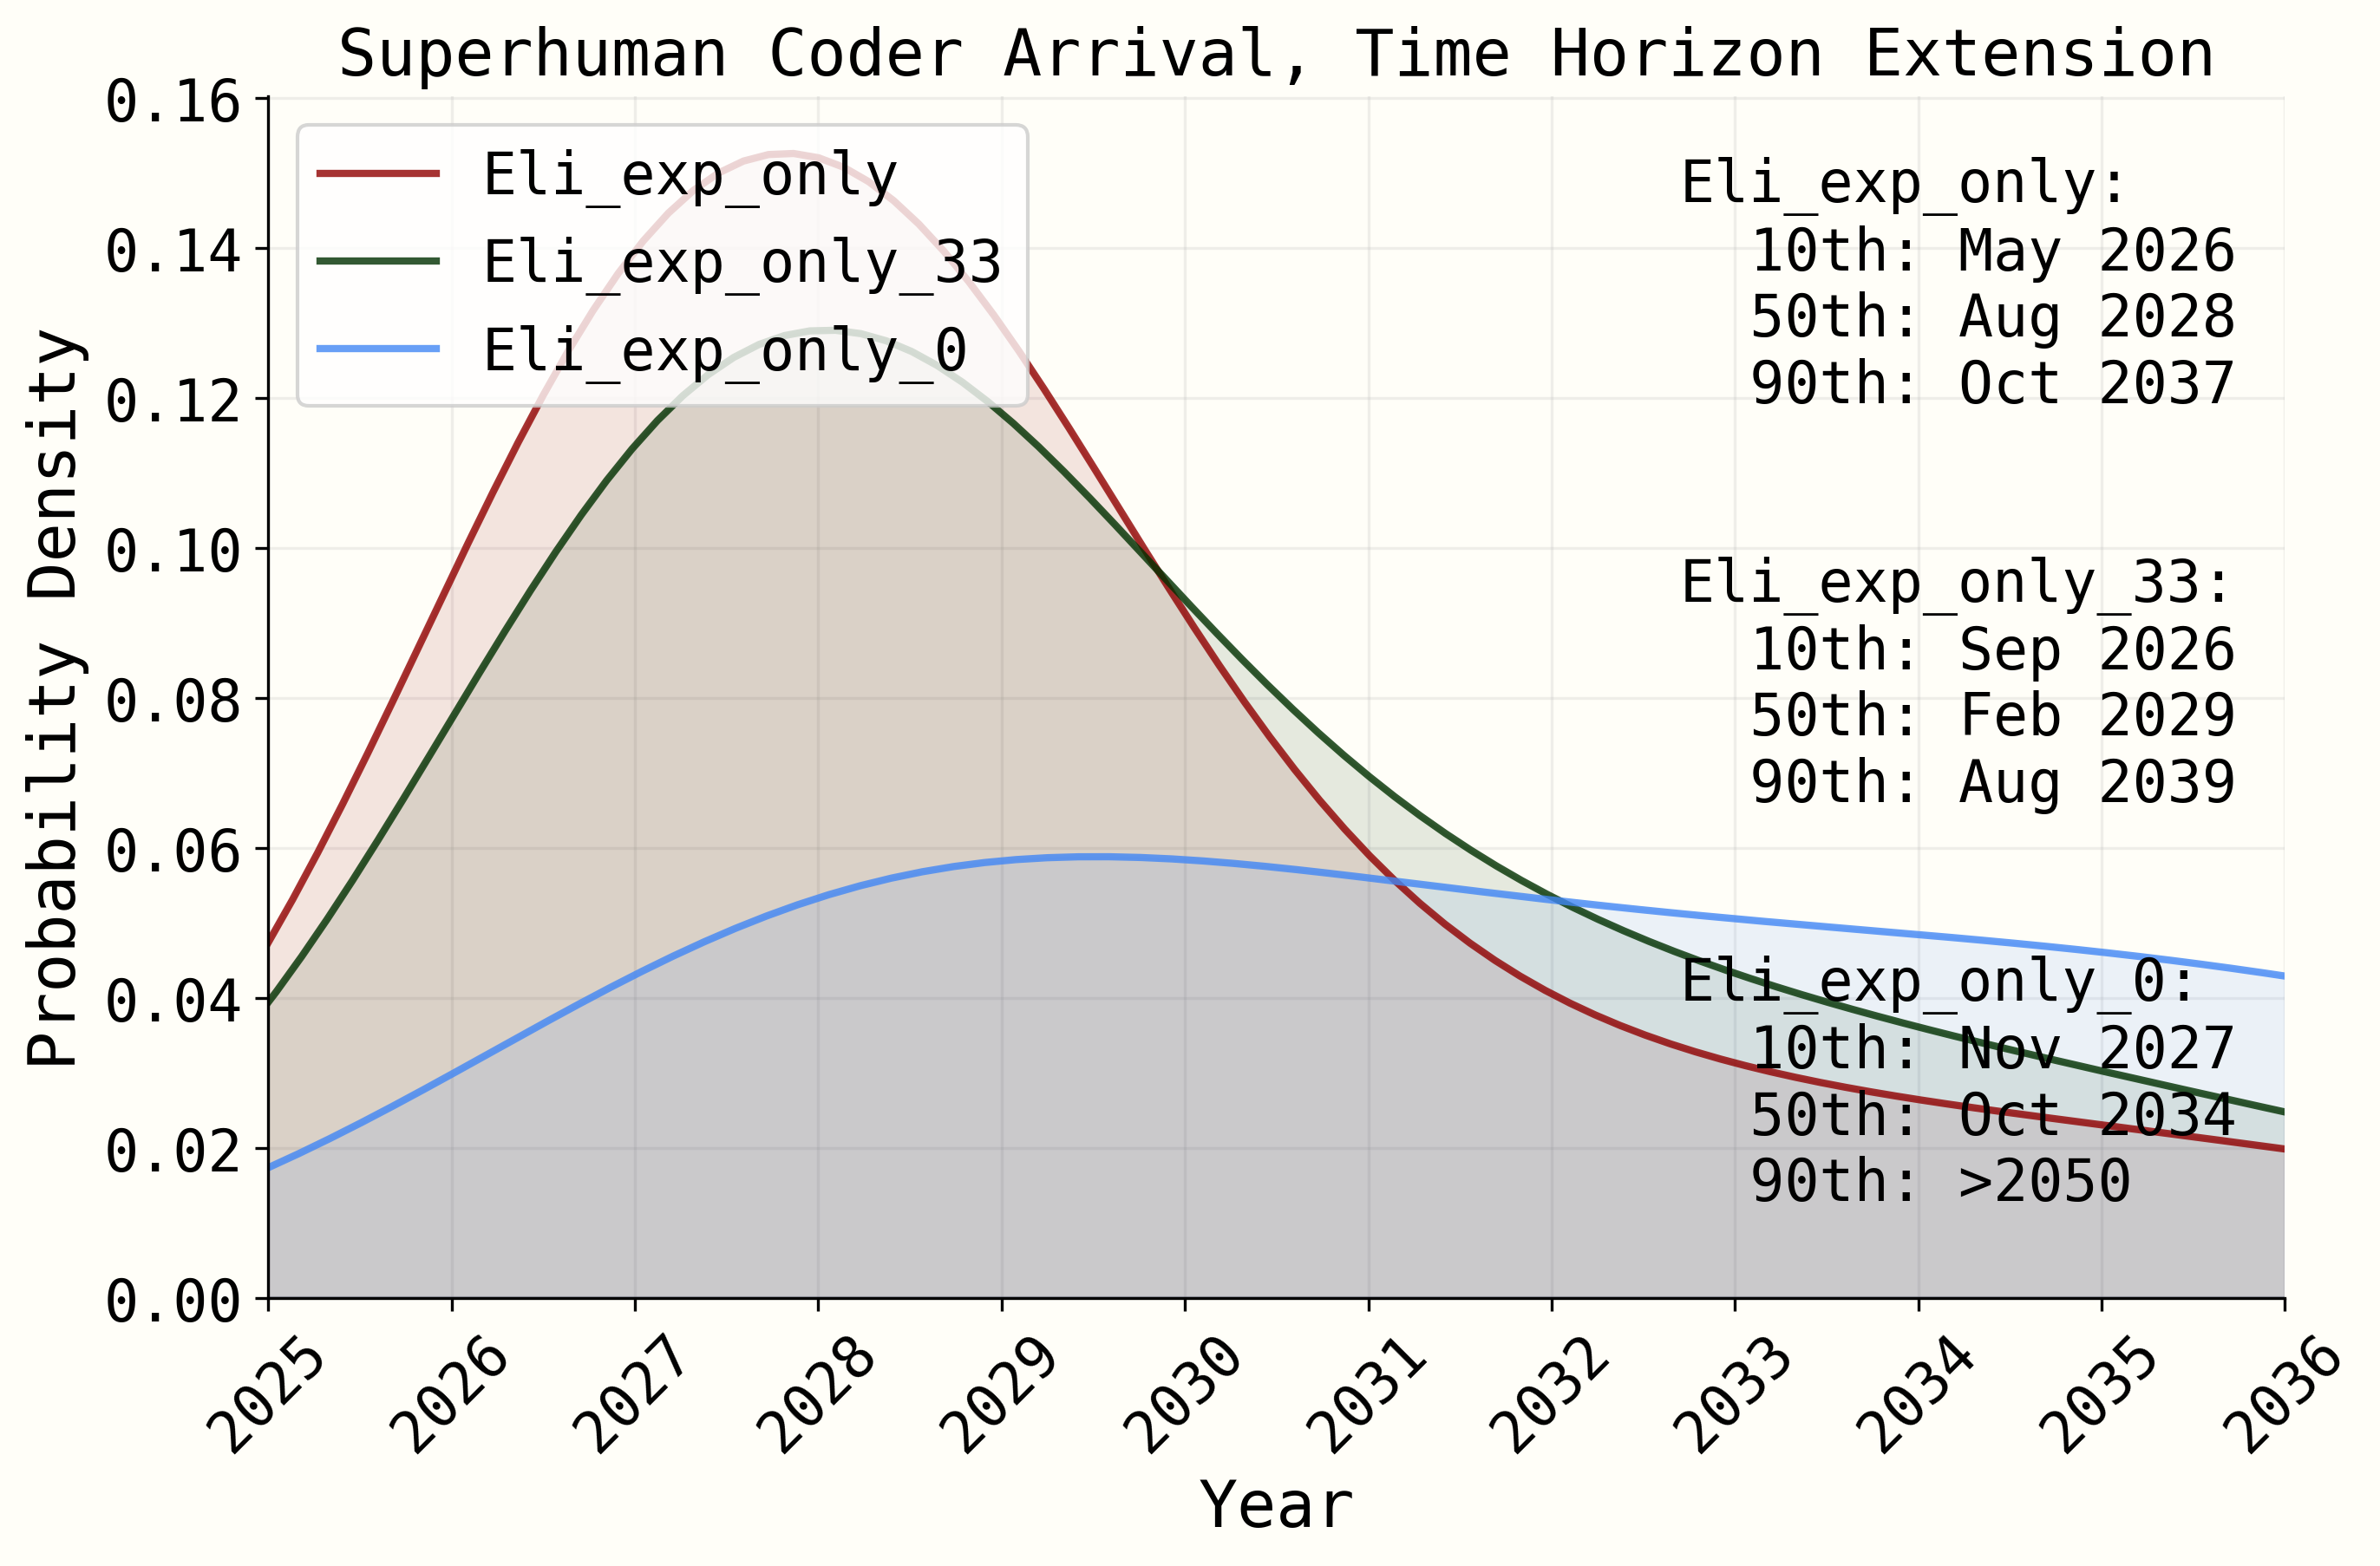 Superhuman Coder Arrival, Time Horizon Extension
Probability Density
0.16
0.14
0.12
0.10
0.08
0.06
0.04
0.02
0.00
Eli_exp_only
Eli_exp_only_33
Eli_exp_only_0
Eli_exp_only:
10th: May 2026
50th: Aug 2028
90th: Oct 2037
Eli_exp_only_33:
10th: Sep 2026
50th: Feb 2029
90th: Aug 2039
Eli_exp_only_0:
10th: Nov 2027
50th: Oct 2034
90th: >2050
2025 2026 2027 2028 2029 2030 2031 2032 2033 2034 2035 2036
Year